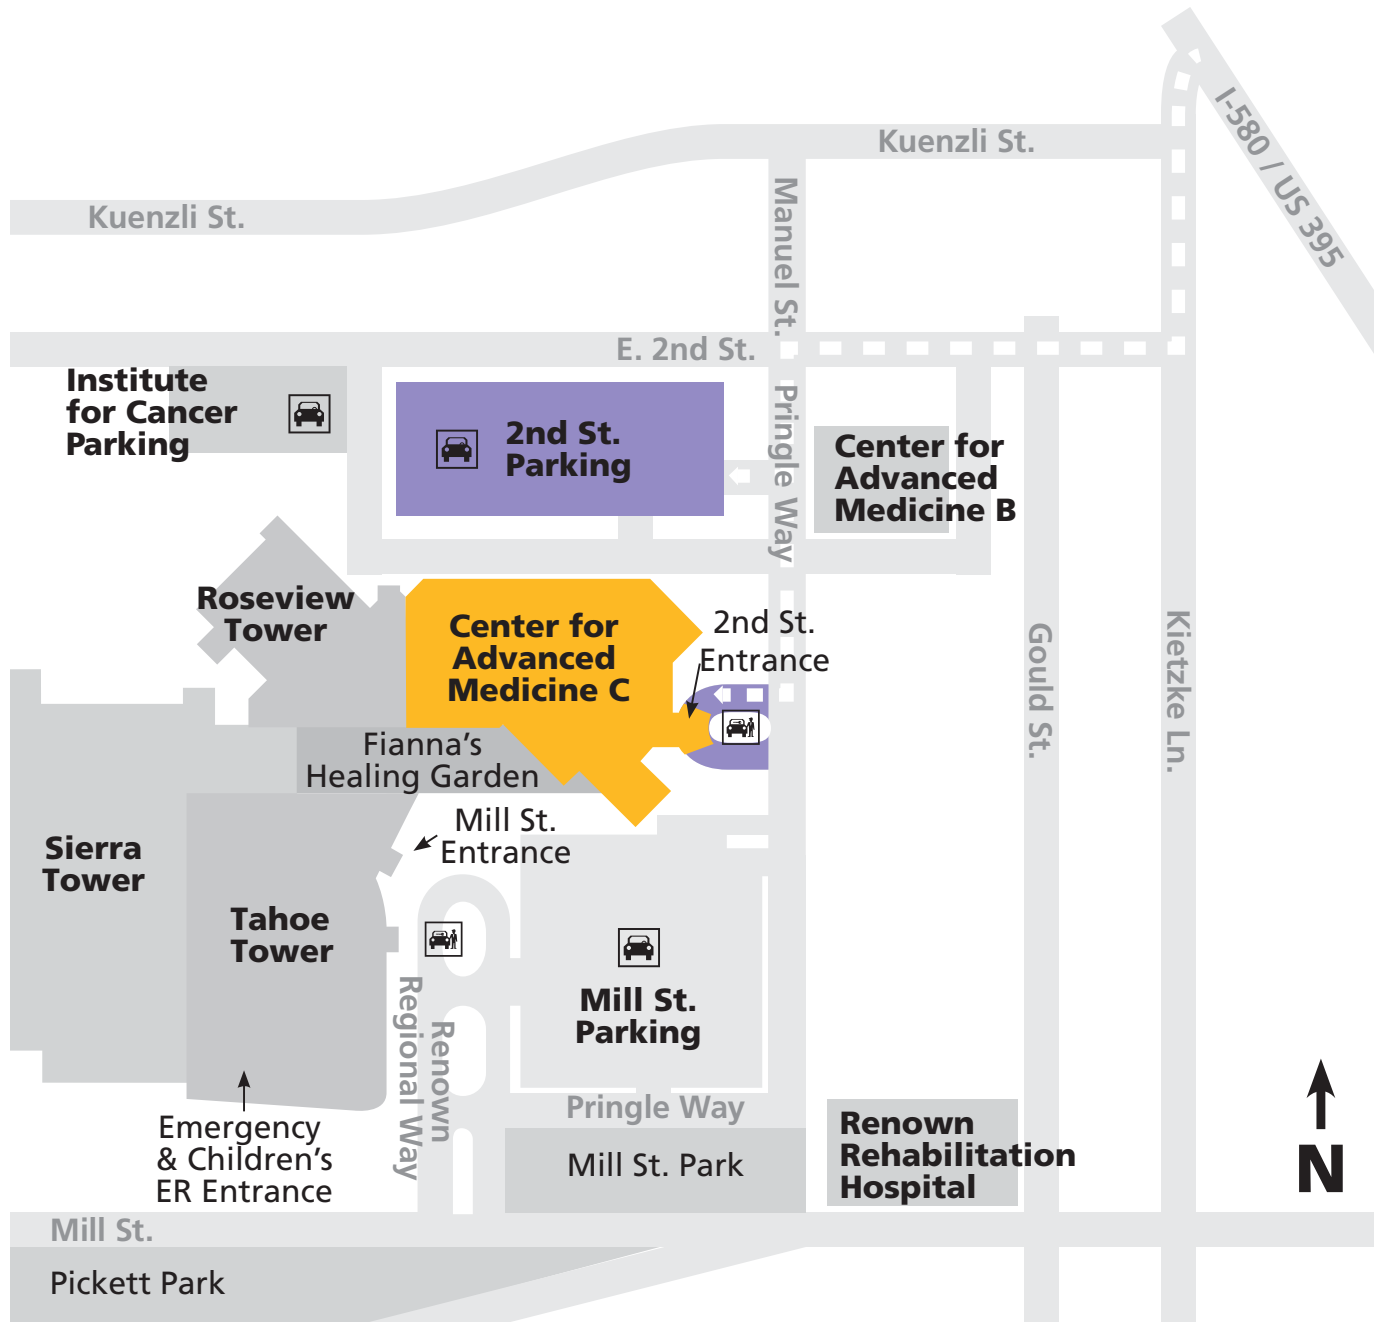 I-580 / US 395
Kuenzli St.
Kuenzli St.
Manuel St.
E. 2nd St.
Institute
for Cancer
Parking
2nd St.
Parking
Pringle Way
Center for
Advanced
Medicine B
Roseview
Tower
Center for
Advanced
Medicine C
2nd St.
Entrance
Gould St.
Kietzke Ln.
Fianna’s
Healing Garden
Mill St.
Entrance
Sierra
Tower
Tahoe
Tower
Renown
Regional Way
Mill St.
Parking
Pringle Way
Emergency
& Children’s
ER Entrance
Mill St. Park
Renown
Rehabilitation
Hospital
N
Mill St.
Pickett Park